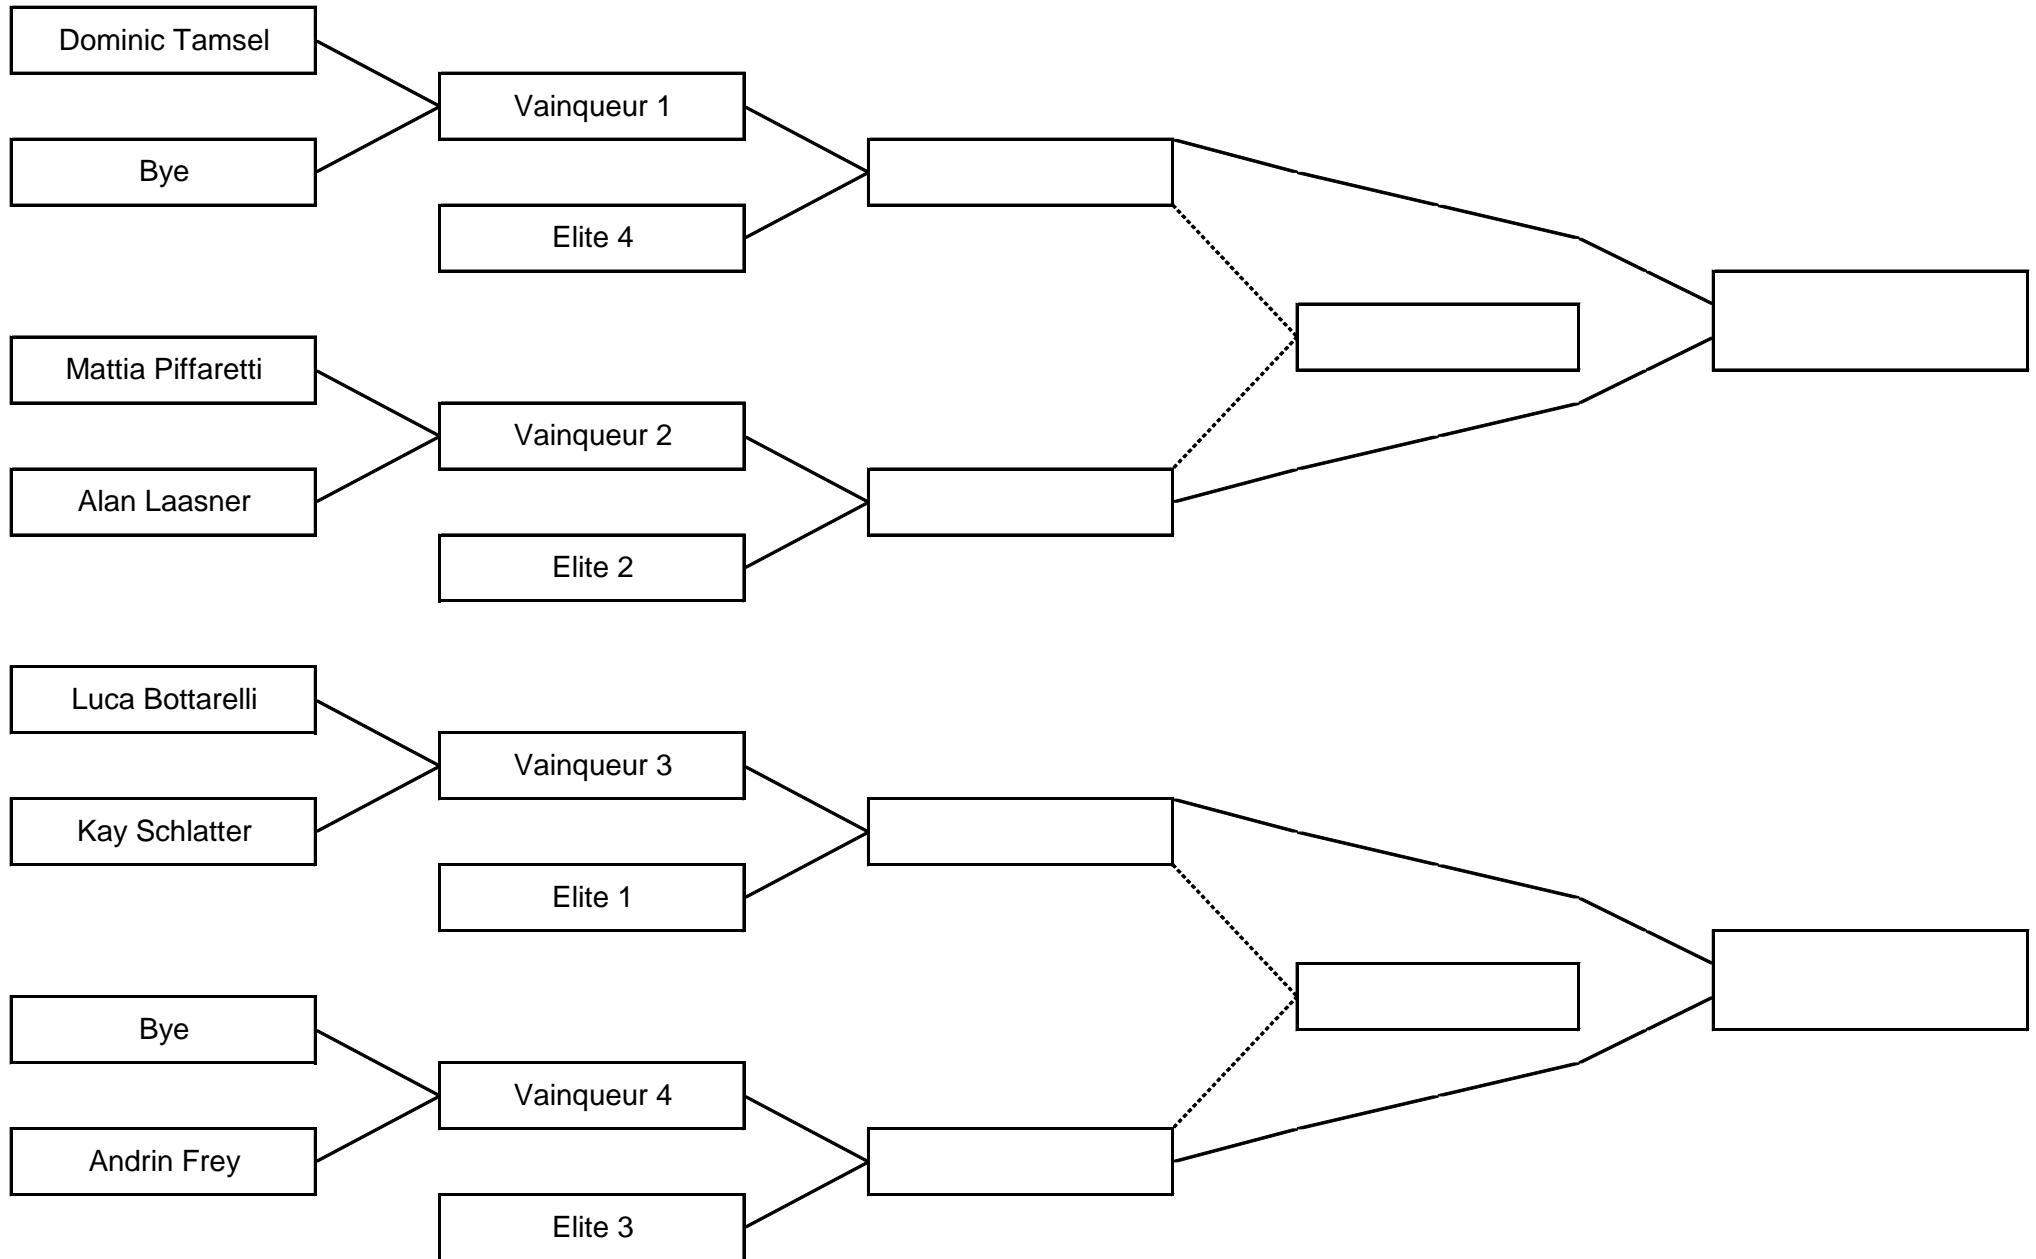 Dominic Tamsel
Vainqueur 1
Bye
Elite 4
Mattia Piffaretti
Vainqueur 2
Alan Laasner
Elite 2
Luca Bottarelli
Vainqueur 3
Kay Schlatter
Elite 1
Bye
Vainqueur 4
Andrin Frey
Elite 3